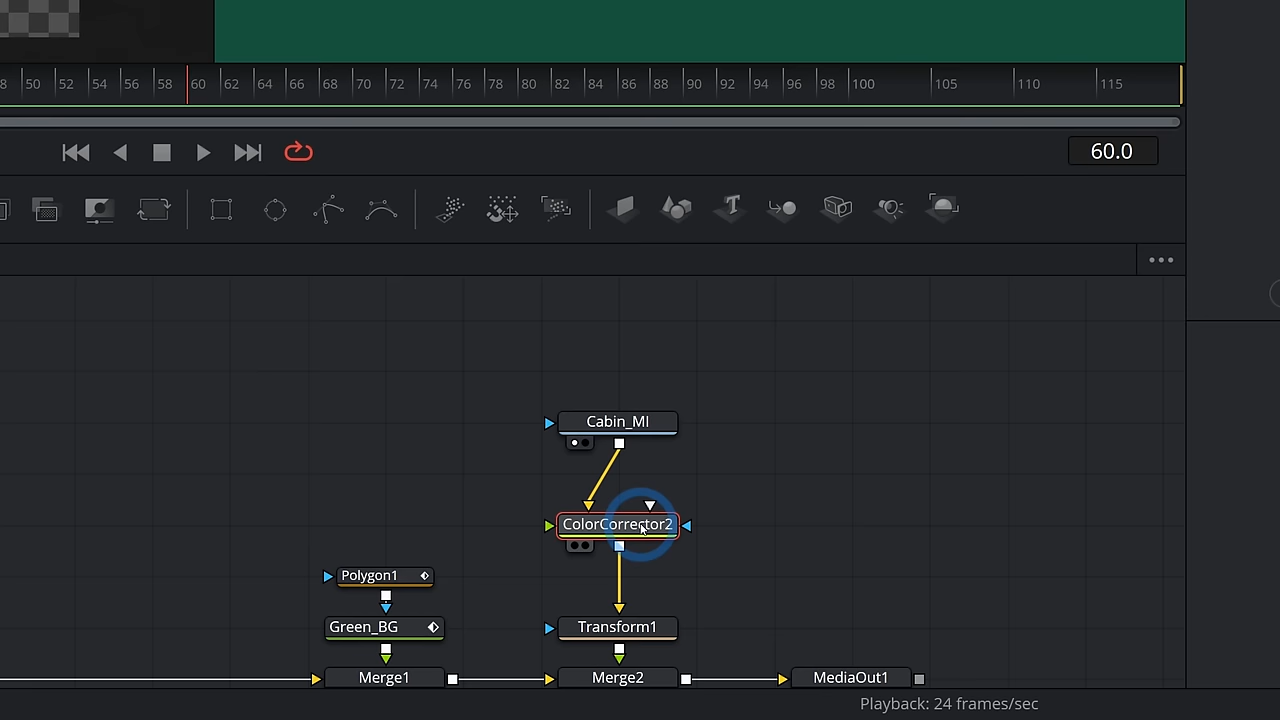 8 50 52 54 56 58 60 62 64 66 68 70 72 74 76 78 80 82 84 86 88 90 92 94 96 98 100 105 110 115
60.0
Cabin_MI
ColorCorrector2
Polygon1
Green_BG
Transform1
Merge1
Merge2
MediaOut1
Playback: 24 frames/sec